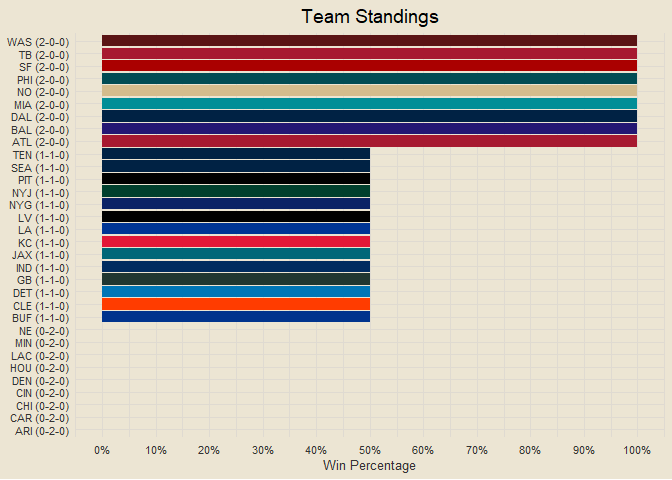 Team Standings
WAS (2-0-0)
TB (2-0-0)
SF (2-0-0)
PHI (2-0-0)
NO (2-0-0)
MIA (2-0-0)
DAL (2-0-0)
BAL (2-0-0)
ATL (2-0-0)
TEN (1-1-0)
SEA (1-1-0)
PIT (1-1-0)
NYJ (1-1-0)
NYG (1-1-0)
LV (1-1-0)
LA (1-1-0)
KC (1-1-0)
JAX (1-1-0)
IND (1-1-0)
GB (1-1-0)
DET (1-1-0)
CLE (1-1-0)
BUF (1-1-0)
NE (0-2-0)
MIN (0-2-0)
LAC (0-2-0)
HOU (0-2-0)
DEN (0-2-0)
CIN (0-2-0)
CHI (0-2-0)
CAR (0-2-0)
ARI (0-2-0)
0% 10% 20% 30% 40% 50% 60% 70% 80% 90% 100%
Win Percentage